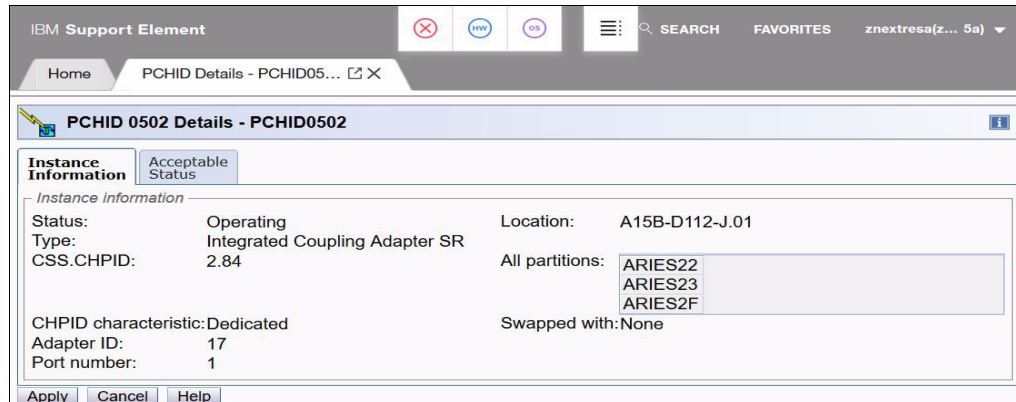 IBM Support Element
HW
OS
SEARCH
FAVORITES
znextresa(z... 5a)
Home
PCHID Details - PCHID05...
PCHID 0502 Details - PCHID0502
i
Instance Information
Acceptable Status
Instance information
Status: Operating
Location: A15B-D112-J.01
Type: Integrated Coupling Adapter SR
CSS.CHPID: 2.84
All partitions: ARIES22
ARIES23
ARIES2F
CHPID characteristic: Dedicated
Swapped with: None
Adapter ID: 17
Port number: 1
Apply
Cancel
Help